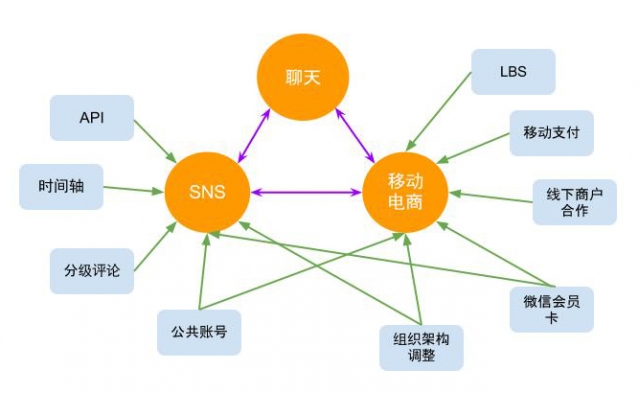 聊天
LBS
API
移动支付
时间轴
SNS
移动
电商
线下商户
合作
分级评论
公共账号
组织架构
调整
微信会员
卡